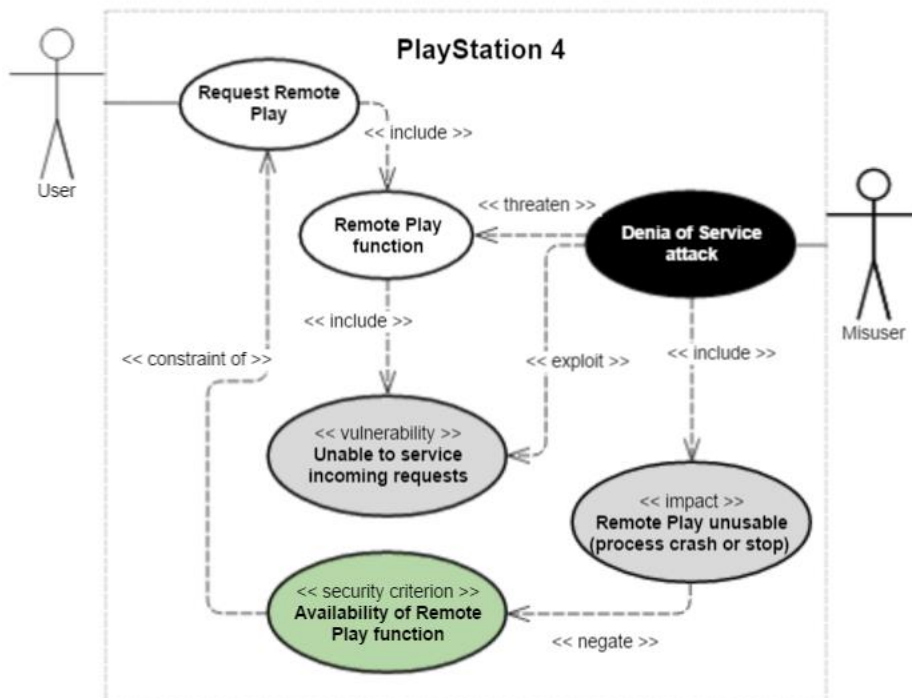 PlayStation 4
Request Remote
Play
<< include >>
User
Remote Play
function
<< threaten >>
Denia of Service
attack
Misuser
<< include >>
<< constraint of >>
<< exploit >>
<< include >>
<< vulnerability >>
Unable to service
incoming requests
<< impact >>
Remote Play unusable
(process crash or stop)
<< security criterion >>
Availability of Remote
Play function
<< negate >>